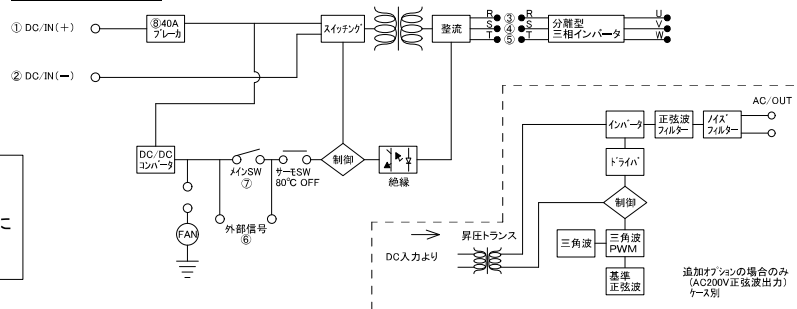 ① DC/IN(＋)
⑧40A
ブレーカ
スイッチング
整流
R ③ R
S ④ S
T ⑤ T
分離型
三相インバータ
U
V
W
② DC/IN(－)
AC/OUT
DC/DC
コンバータ
メインSW
⑦
サーモSW
80℃ OFF
制御
絶縁
インバータ
正弦波
フィルター
ノイズ
フィルター
ドライバ
FAN
外部信号
⑥
制御
に
昇圧トランス
DC入力より
三角波
三角波
PWM
基準
正弦波
追加オプションの場合のみ
(AC200V正弦波出力)
ケース別